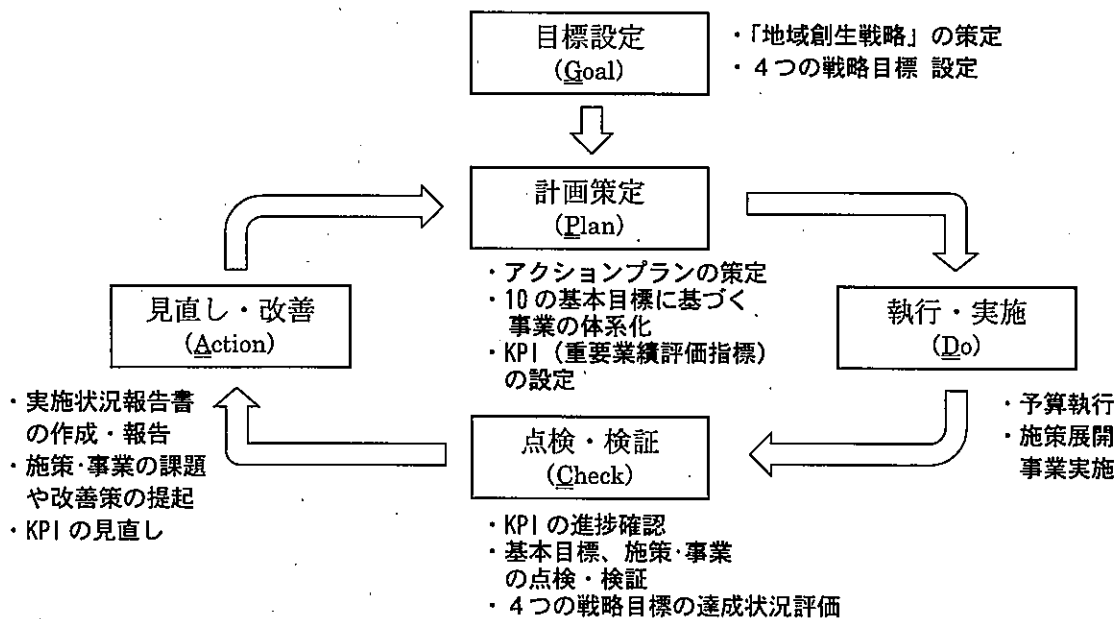 目標設定
(Goal)
・「地域創生戦略」の策定
・４つの戦略目標 設定
計画策定
(Plan)
・アクションプランの策定
・10の基本目標に基づく
事業の体系化
・KPI（重要業績評価指標）
の設定
執行・実施
(Do)
・予算執行
・施策展開
事業実施
点検・検証
(Check)
・KPIの進捗確認
・基本目標、施策・事業
の点検・検証
・４つの戦略目標の達成状況評価
見直し・改善
(Action)
・実施状況報告書
の作成・報告
・施策・事業の課題
や改善策の提起
・KPIの見直し